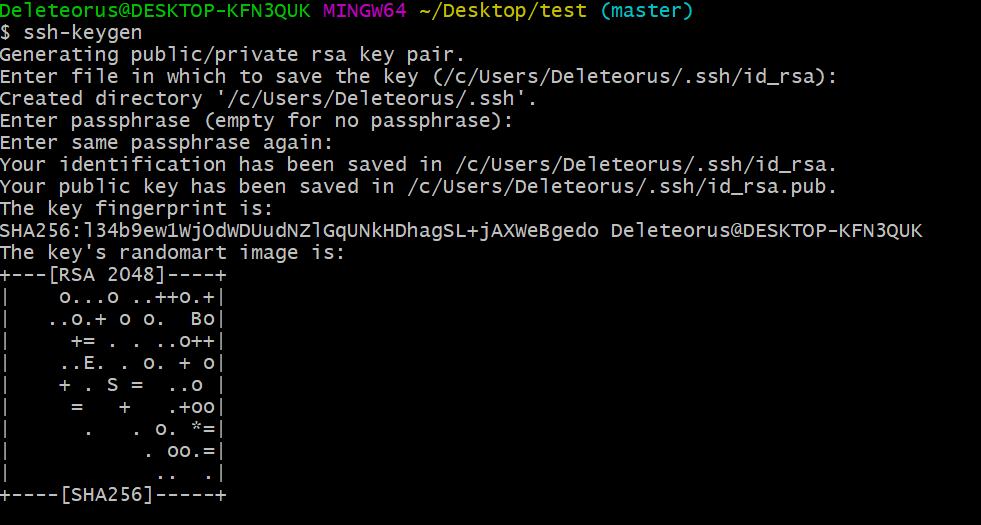 Deleteorus@DESKTOP-KFN3QUK MINGW64 ~/Desktop/test (master)
$ ssh-keygen
Generating public/private rsa key pair.
Enter file in which to save the key (/c/Users/Deleteorus/.ssh/id_rsa):
Created directory '/c/Users/Deleteorus/.ssh'.
Enter passphrase (empty for no passphrase):
Enter same passphrase again:
Your identification has been saved in /c/Users/Deleteorus/.ssh/id_rsa.
Your public key has been saved in /c/Users/Deleteorus/.ssh/id_rsa.pub.
The key fingerprint is:
SHA256:l34b9ew1WjOdWDUudNZlGqUNkHDhagSL+jAXWeBgedo Deleteorus@DESKTOP-KFN3QUK
The key's randomart image is:
+---[RSA 2048]----+
|     o...o ..++o.+|
|    ..o.+ o o.  Bo|
|      += . . ..o++|
|     ..E. . o. + o|
|     + . S =  ..o |
|      =   +   .+oo|
|       .   . o. *=|
|            . oo.=|
|             ..  .|
+----[SHA256]-----+